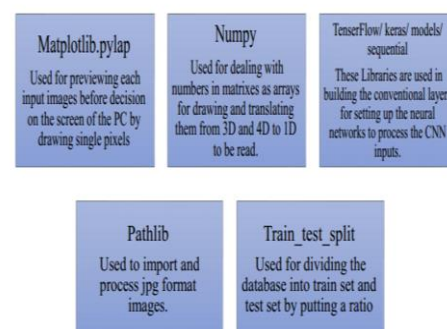 Matplotlib.pylap
Used for previewing each
input images before decision
on the screen of the PC by
drawing single pixels
Numpy
Used for dealing with
numbers in matrixes as arrays
for drawing and translating
them from 3D and 4D to 1D
to be read.
TenserFlow/ keras/ models/
sequential
These Libraries are used in
building the conventional layer
for setting up the neural
networks to process the CNN
inputs.
Pathlib
Used to import and
process jpg format
images.
Train_test_split
Used for dividing the
database into train set and
test set by putting a ratio